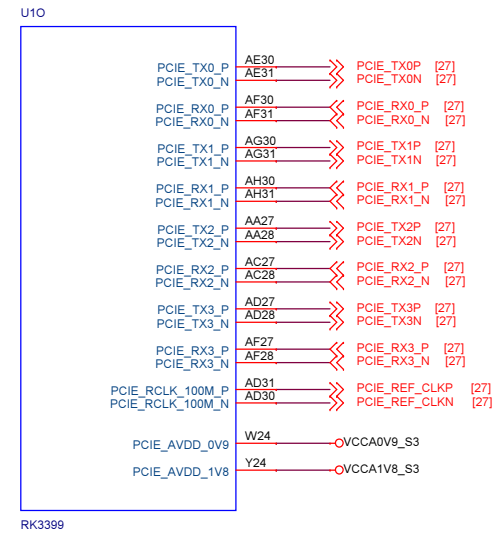 U1O
PCIE_TX0_P AE30 PCIE_TX0P [27]
PCIE_TX0_N AE31 PCIE_TX0N [27]
PCIE_RX0_P AF30 PCIE_RX0_P [27]
PCIE_RX0_N AF31 PCIE_RX0_N [27]
PCIE_TX1_P AG30 PCIE_TX1P [27]
PCIE_TX1_N AG31 PCIE_TX1N [27]
PCIE_RX1_P AH30 PCIE_RX1_P [27]
PCIE_RX1_N AH31 PCIE_RX1_N [27]
PCIE_TX2_P AA27 PCIE_TX2P [27]
PCIE_TX2_N AA28 PCIE_TX2N [27]
PCIE_RX2_P AC27 PCIE_RX2_P [27]
PCIE_RX2_N AC28 PCIE_RX2_N [27]
PCIE_TX3_P AD27 PCIE_TX3P [27]
PCIE_TX3_N AD28 PCIE_TX3N [27]
PCIE_RX3_P AF27 PCIE_RX3_P [27]
PCIE_RX3_N AF28 PCIE_RX3_N [27]
PCIE_RCLK_100M_P AD31 PCIE_REF_CLKP [27]
PCIE_RCLK_100M_N AD30 PCIE_REF_CLKN [27]
PCIE_AVDD_0V9 W24 VCCA0V9_S3
PCIE_AVDD_1V8 Y24 VCCA1V8_S3
RK3399